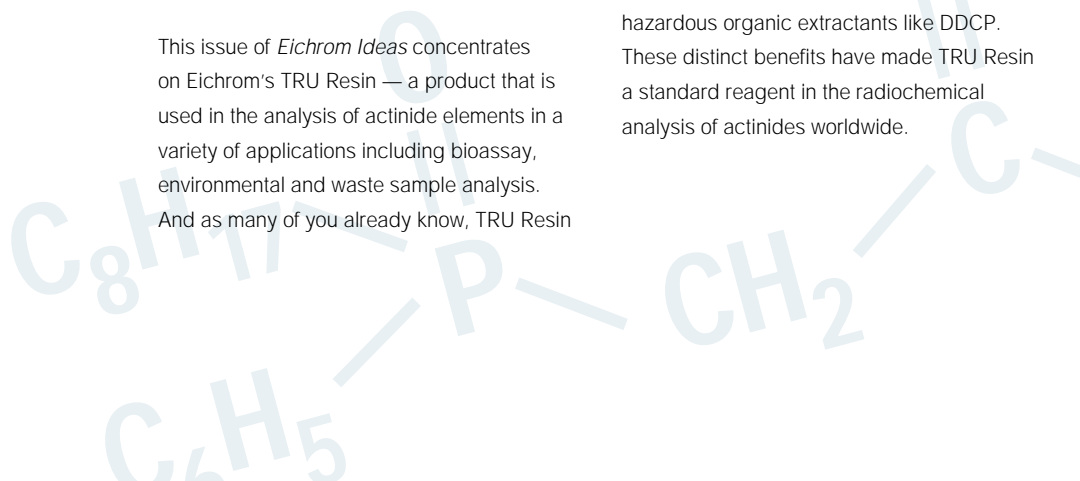 This issue of Eichrom Ideas concentrates
on Eichrom's TRU Resin — a product that is
used in the analysis of actinide elements in a
variety of applications including bioassay,
environmental and waste sample analysis.
And as many of you already know, TRU Resin
hazardous organic extractants like DDCP.
These distinct benefits have made TRU Resin
a standard reagent in the radiochemical
analysis of actinides worldwide.
O
C8H17
P
CH2
C
C6H5